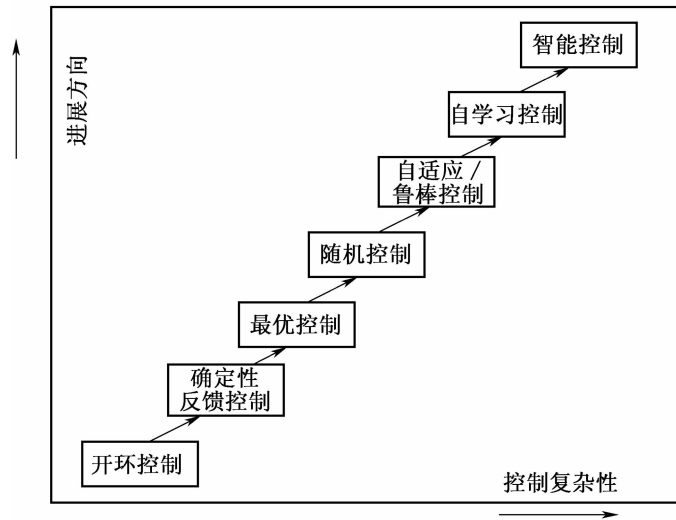 智能控制
进展方向
自学习控制
自适应/
鲁棒控制
随机控制
最优控制
确定性
反馈控制
开环控制
控制复杂性